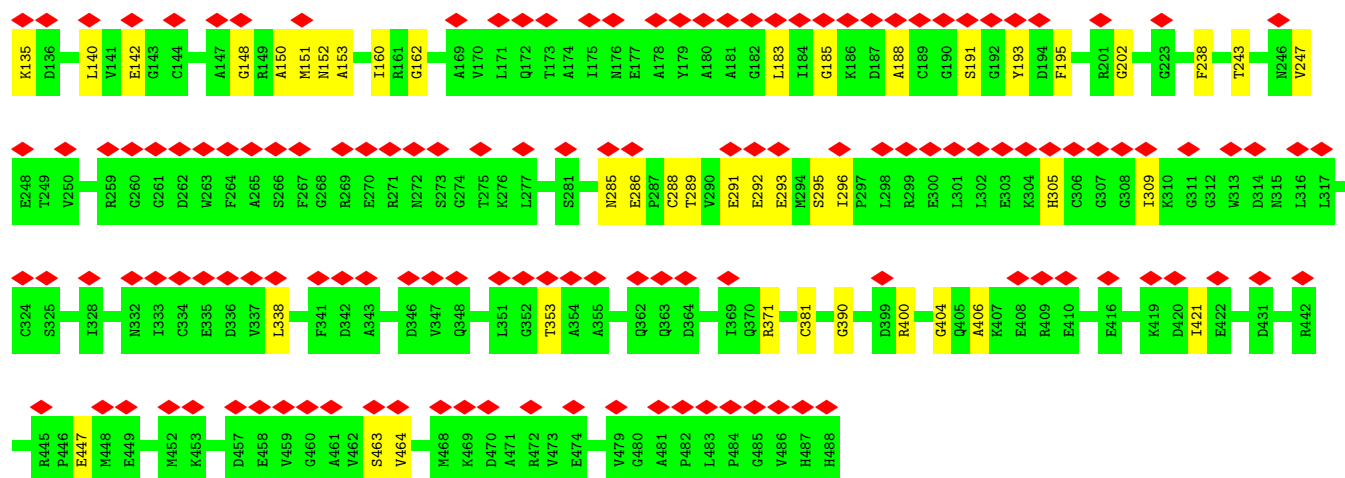 K135 D136 L140 V141 E142 G143 C144 A147 G148 R149 A150 M151 N152 A153 I160 R161 G162 A169 V170 L171 Q172 T173 A174 I175 N176 E177 A178 Y179 A180 A181 G182 L183 I184 G185 K186 D187 A188 C189 G190 S191 G192 Y193 D194 F195 R201 G202 G223 F238 T243 N246 V247
E248 T249 V250 R259 G260 G261 D262 W263 F264 A265 S266 F267 G268 R269 E270 R271 N272 S273 G274 T275 K276 L277 S281 N285 E286 P287 C288 T289 V290 E291 E292 E293 M294 S295 I296 P297 L298 R299 E300 L301 L302 E303 K304 H305 C306 G307 G308 I309 K310 G311 G312 W313 D314 N315 L316 L317
C324 S325 I328 N332 I333 C334 E335 D336 V337 L338 F341 D342 A343 D346 V347 Q348 L351 G352 T353 A354 A355 Q362 Q363 D364 I369 Q370 R371 C381 G390 D399 R400 G404 Q405 A406 K407 E408 R409 E410 E416 K419 D420 I421 E422 D431 R442
R445 P446 E447 M448 E449 M452 K453 D457 E458 V459 G460 A461 V462 S463 V464 M468 K469 D470 A471 R472 V473 E474 V479 G480 A481 P482 L483 P484 G485 V486 H487 H488